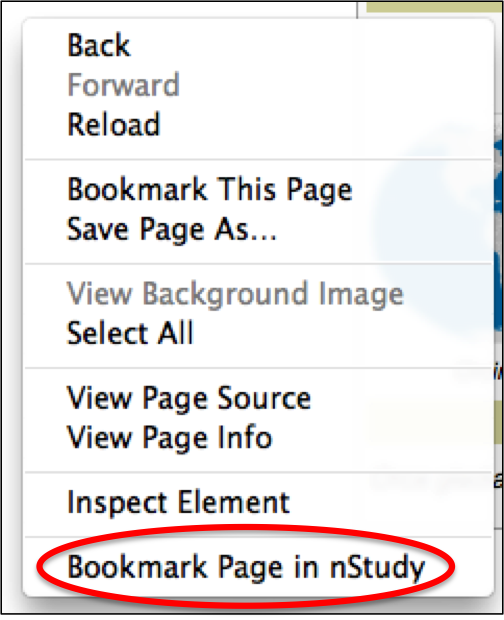 Back
Forward
Reload
Bookmark This Page
Save Page As...
View Background Image
Select All
View Page Source
View Page Info
Inspect Element
Bookmark Page in nStudy